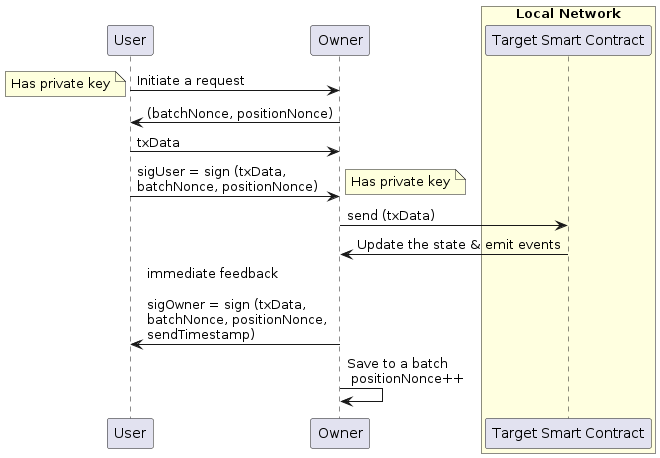 Local Network
User
Owner
Target Smart Contract
Has private key
Initiate a request
(batchNonce, positionNonce)
txData
sigUser = sign (txData,
batchNonce, positionNonce)
Has private key
send (txData)
Update the state & emit events
immediate feedback
sigOwner = sign (txData,
batchNonce, positionNonce,
sendTimestamp)
Save to a batch
positionNonce++
User
Owner
Target Smart Contract